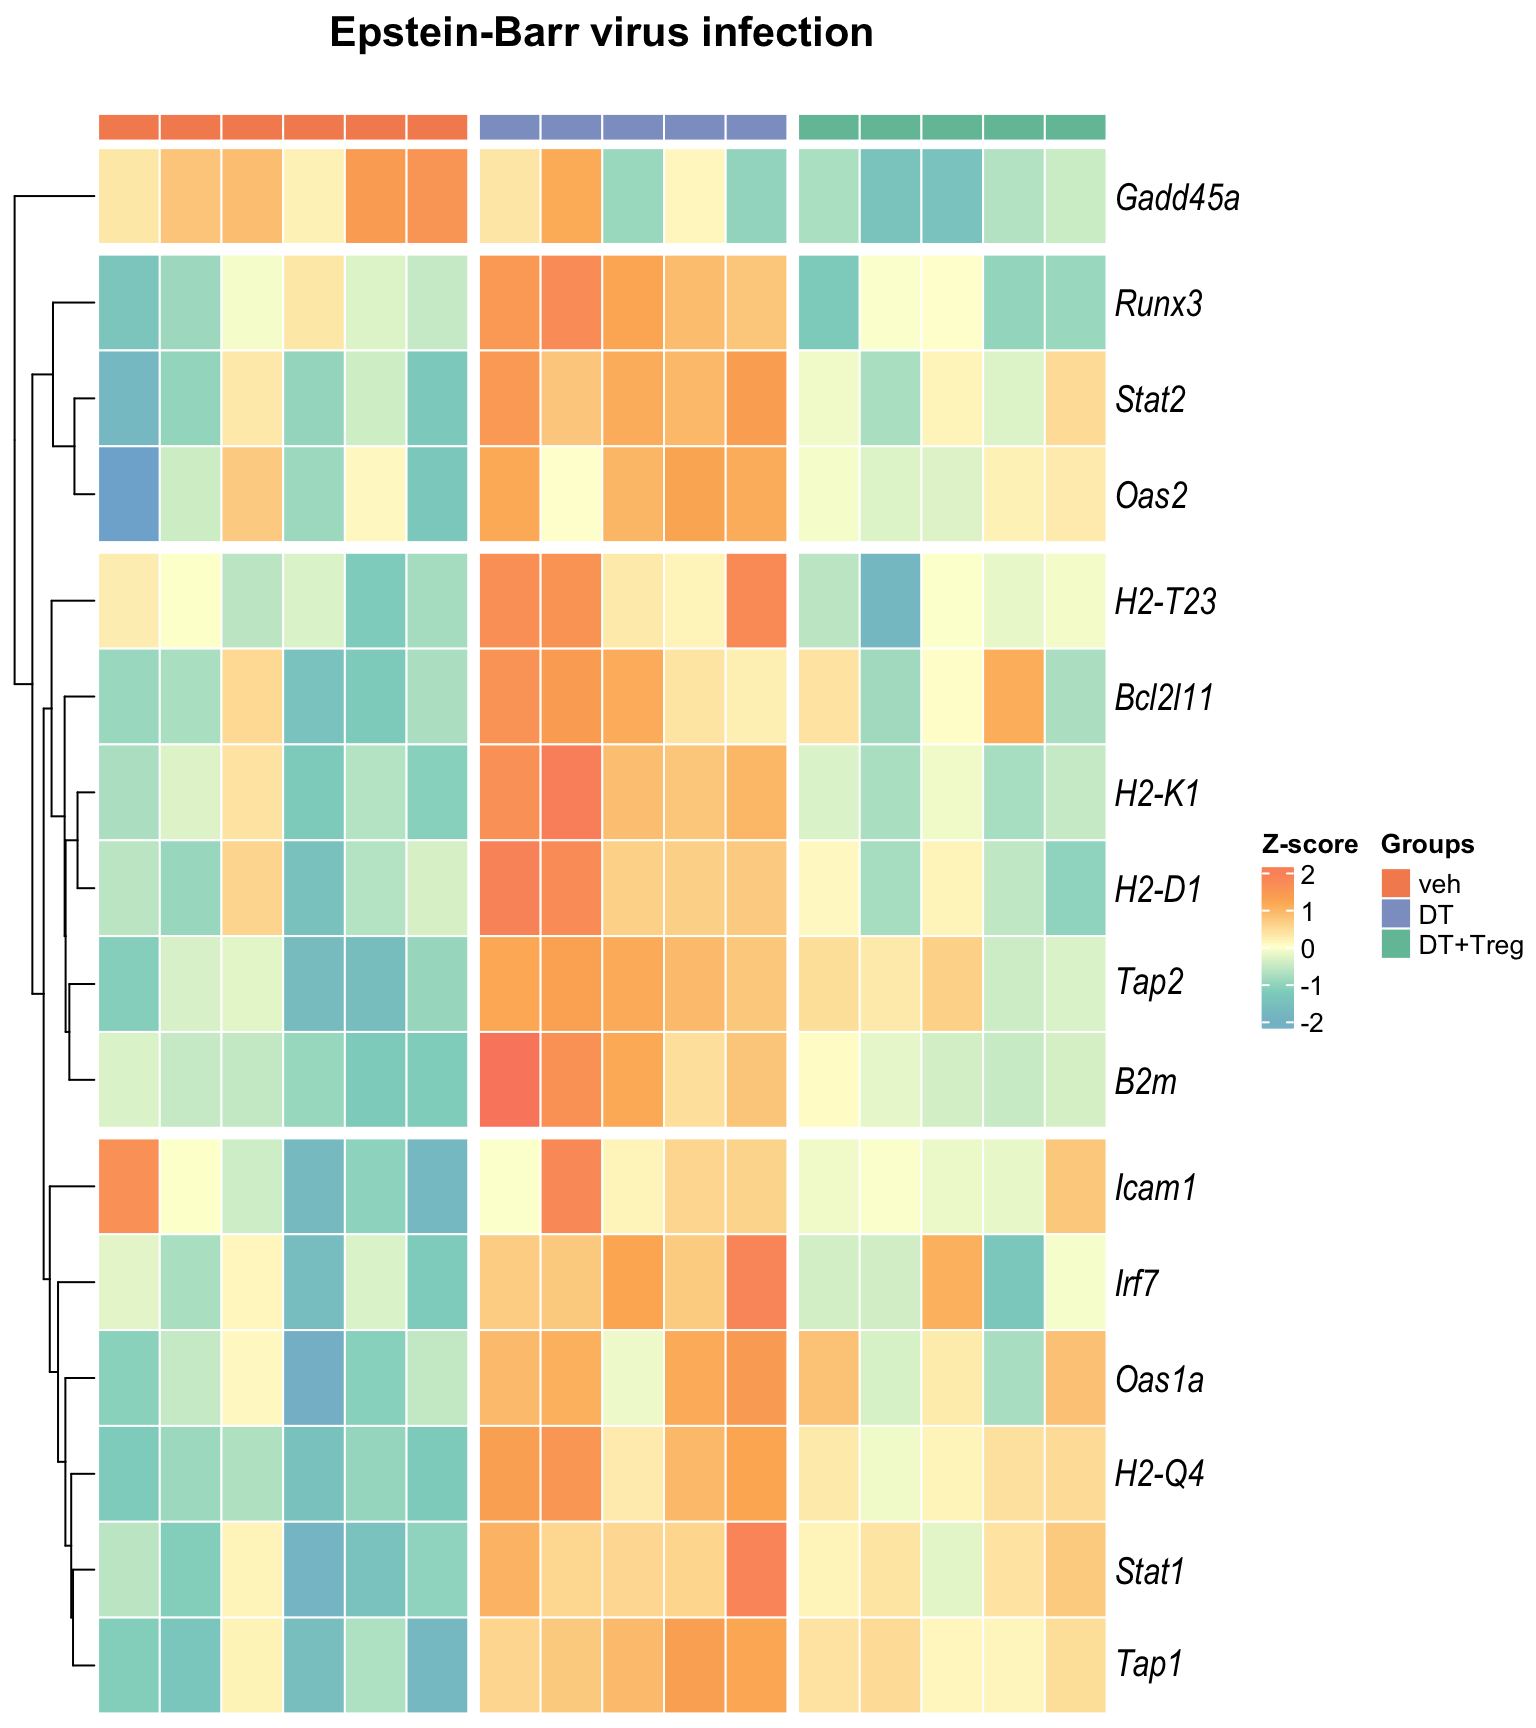 Epstein-Barr virus infection
Gadd45a
Runx3
Stat2
Oas2
H2-T23
Bcl2l11
H2-K1
H2-D1
Tap2
B2m
Icam1
Irf7
Oas1a
H2-Q4
Stat1
Tap1
Z-score
2
1
0
-1
-2
Groups
veh
DT
DT+Treg